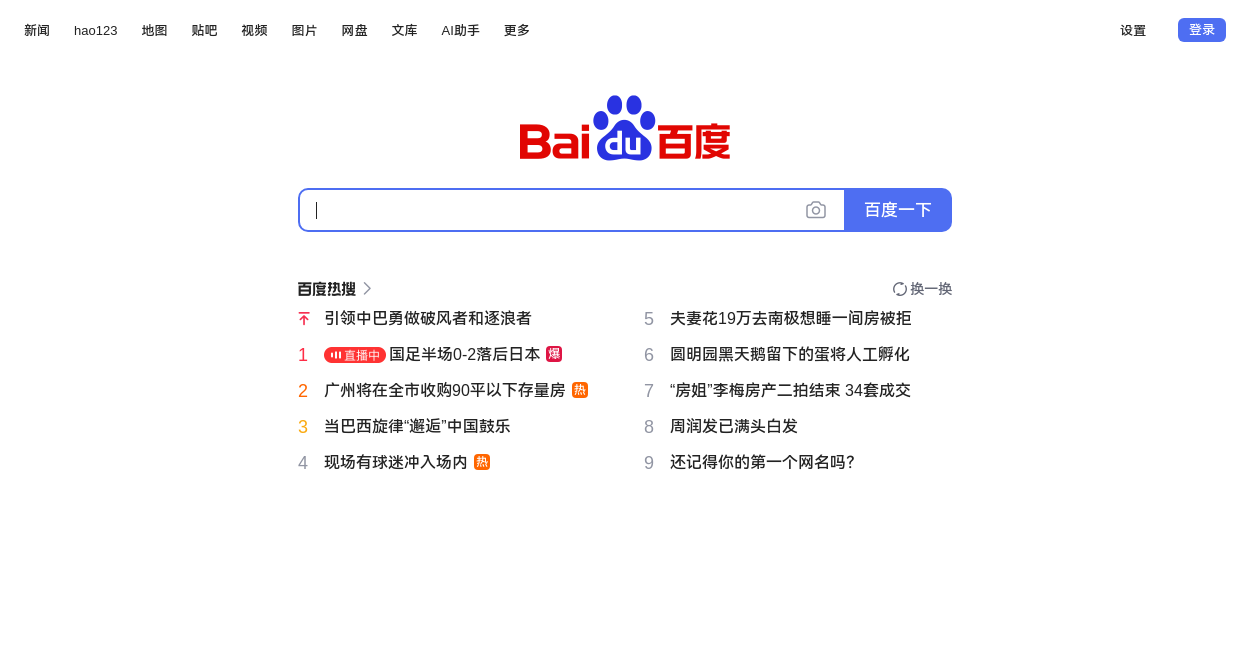 新闻 hao123 地图 贴吧 视频 图片 网盘 文库 AI助手 更多 设置 登录
Bai du 百度
百度一下
百度热搜 换一换
引领中巴勇做破风者和逐浪者
1 直播中 国足半场0-2落后日本 爆
2 广州将在全市收购90平以下存量房 热
3 当巴西旋律“邂逅”中国鼓乐
4 现场有球迷冲入场内 热
5 夫妻花19万去南极想睡一间房被拒
6 圆明园黑天鹅留下的蛋将人工孵化
7 “房姐”李梅房产二拍结束 34套成交
8 周润发已满头白发
9 还记得你的第一个网名吗?